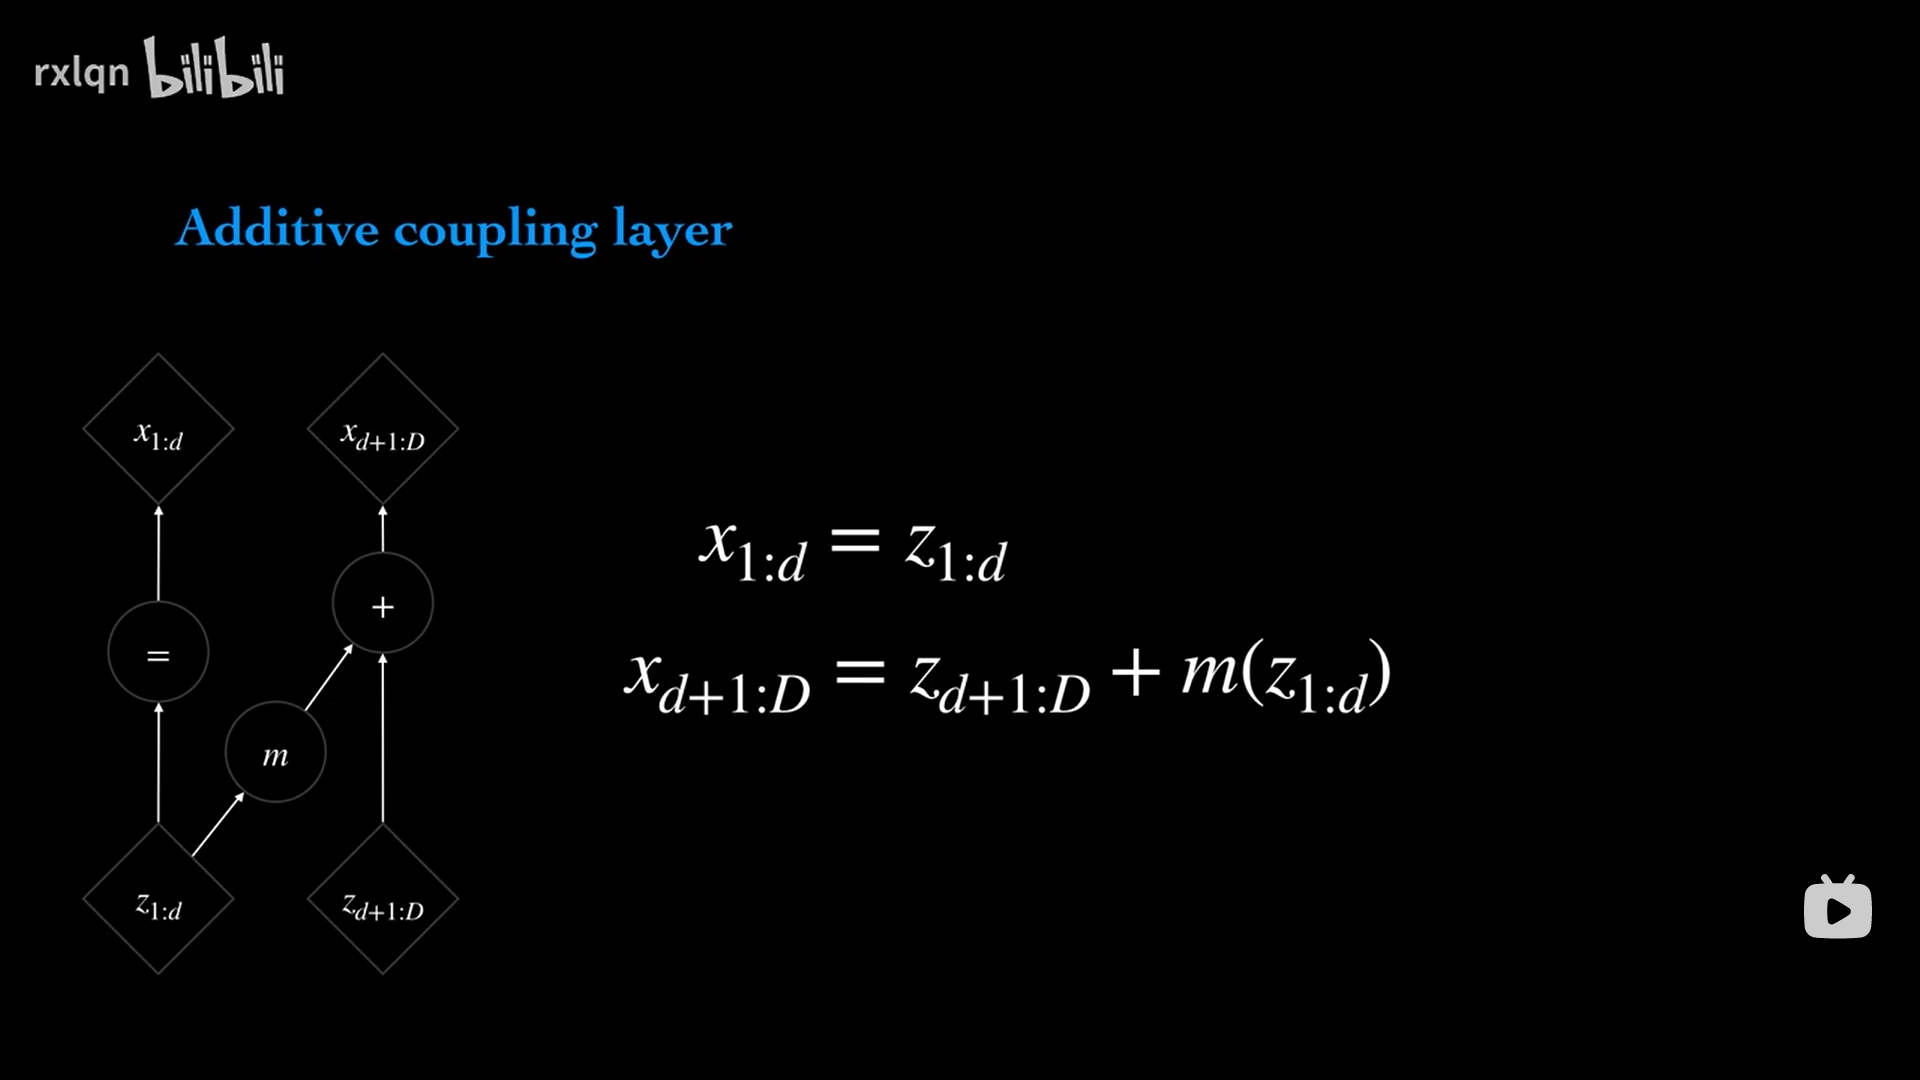 rxlqn bilibili
Additive coupling layer
x_{1:d} x_{d+1:D}
x_{1:d} = z_{1:d}
+
=
x_{d+1:D} = z_{d+1:D} + m(z_{1:d})
m
z_{1:d} z_{d+1:D}